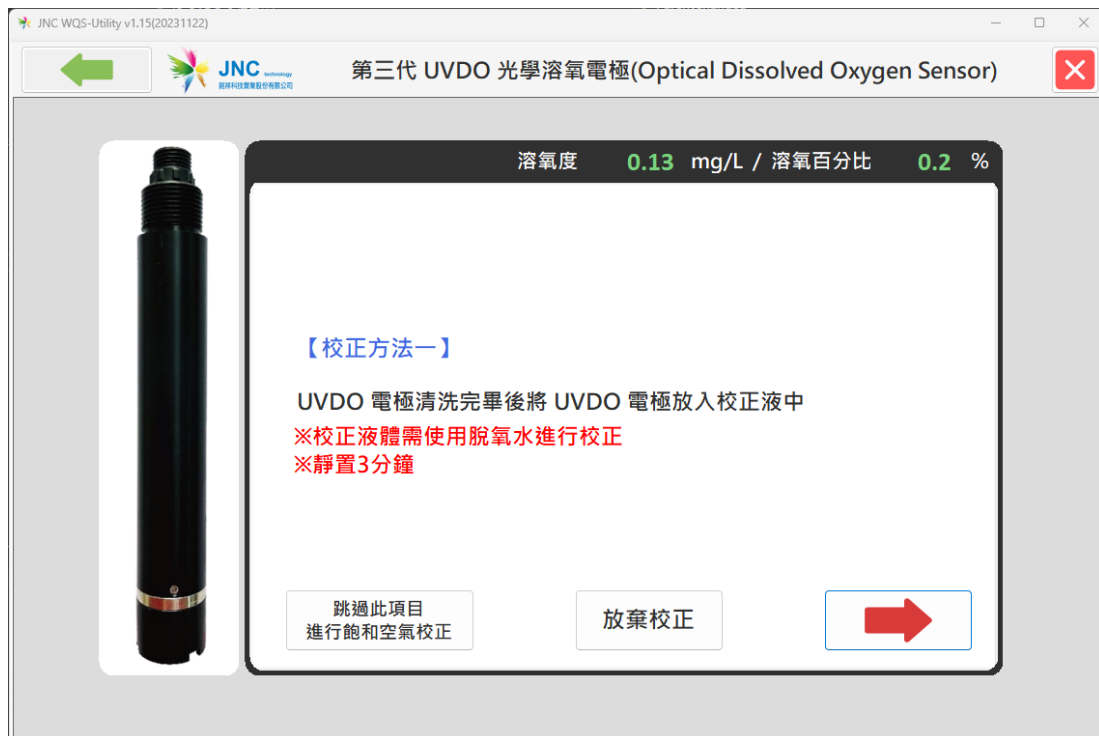 JNC WQS-Utility v1.15(20231122)
JNC technology
第三代 UVDO 光學溶氧電極(Optical Dissolved Oxygen Sensor)
溶氧度 0.13 mg/L / 溶氧百分比 0.2 %
【校正方法一】
UVDO 電極清洗完畢後將 UVDO 電極放入校正液中
※校正液體需使用脫氧水進行校正
※靜置3分鐘
跳過此項目
進行飽和空氣校正
放棄校正